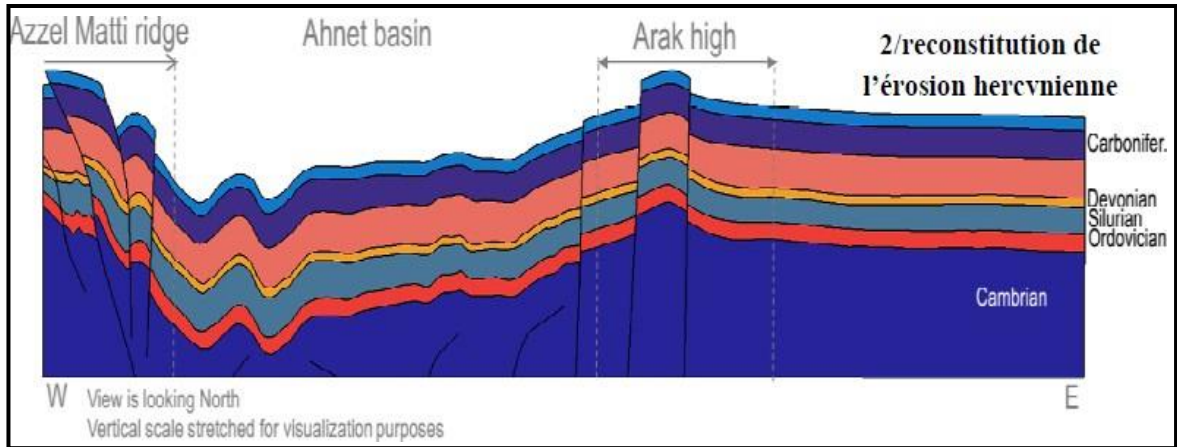 Azzel Matti ridge
Ahnet basin
Arak high
2/reconstitution de
l'érosion hercvnienne
Carbonifer.
Devonian
Silurian
Ordovician
Cambrian
W
E
View is looking North
Vertical scale stretched for visualization purposes